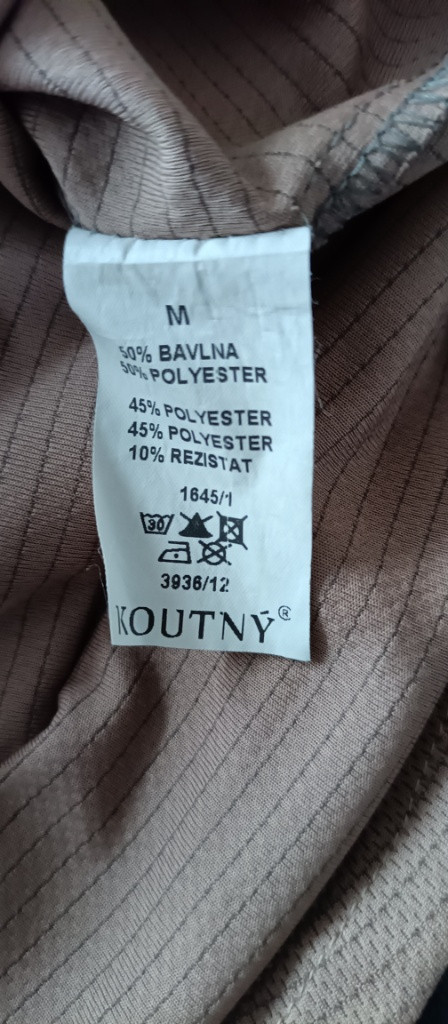 M
50% BAVLNA
50% POLYESTER
45% POLYESTER
45% POLYESTER
10% REZISTAT
1645/1
30
3936/12
KOUTNÝ®